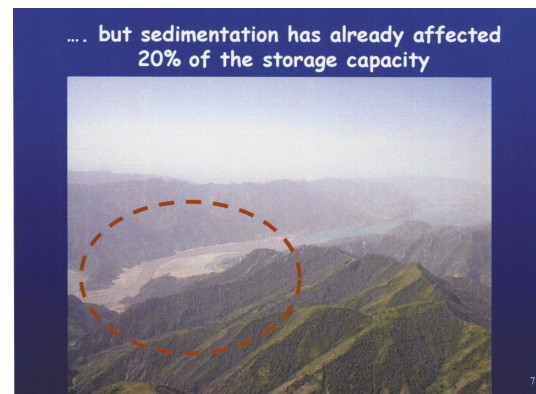 .... but sedimentation has already affected
20% of the storage capacity
7